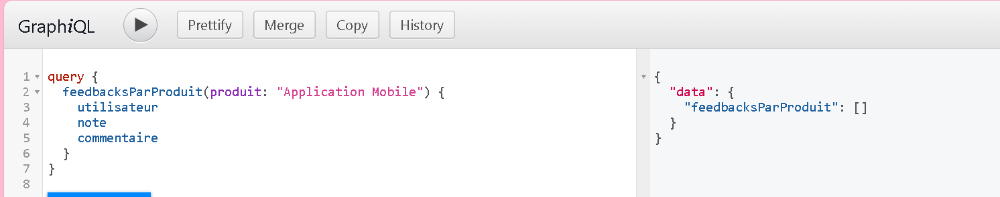 GraphiQL Prettify Merge Copy History
1 query {
2 feedbacksParProduit(produit: "Application Mobile") {
3 utilisateur
4 note
5 commentaire
6 }
7 }
8
{
"data": {
"feedbacksParProduit": []
}
}